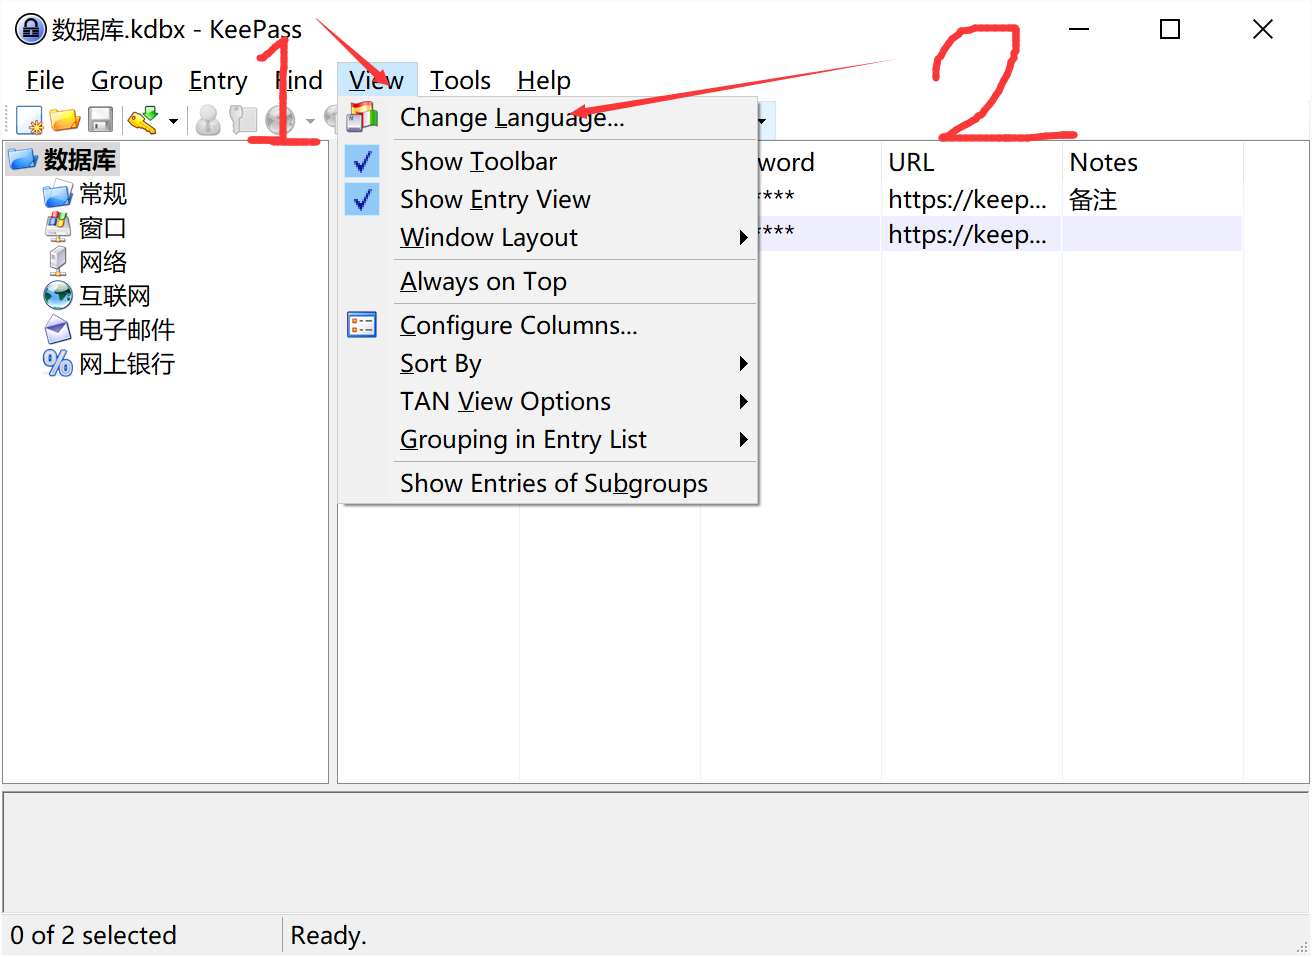 数据库.kdbx - KeePass
File Group Entry Find View Tools Help
1
2
Change Language...
Show Toolbar
Show Entry View
Window Layout
Always on Top
Configure Columns...
Sort By
TAN View Options
Grouping in Entry List
Show Entries of Subgroups
数据库
常规
窗口
网络
互联网
电子邮件
网上银行
word URL Notes
**** https://keep... 备注
**** https://keep...
0 of 2 selected Ready.